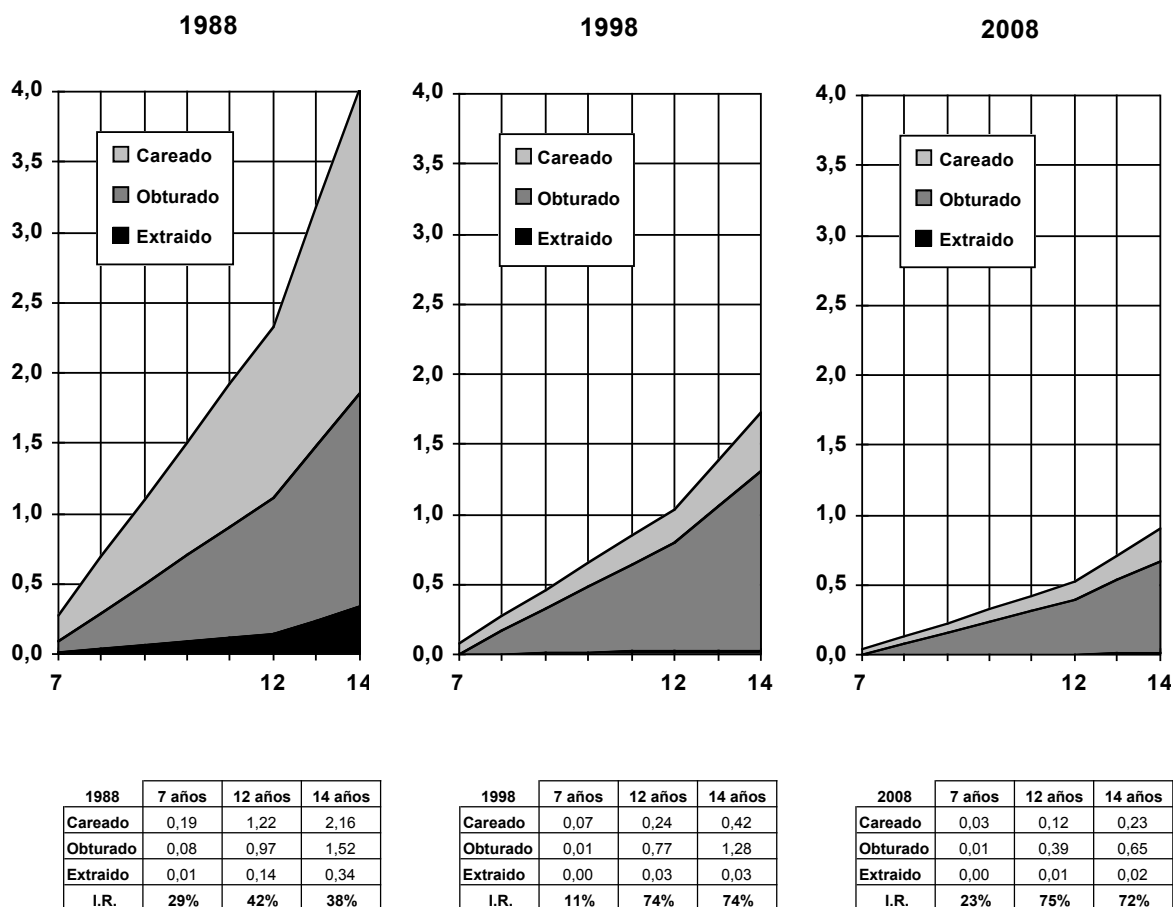 1988
4,0
3,5
3,0
2,5
2,0
1,5
1,0
0,5
0,0
7 12 14
Careado
Obturado
Extraido
1998
4,0
3,5
3,0
2,5
2,0
1,5
1,0
0,5
0,0
7 12 14
Careado
Obturado
Extraido
2008
4,0
3,5
3,0
2,5
2,0
1,5
1,0
0,5
0,0
7 12 14
Careado
Obturado
Extraido
1988 7 años 12 años 14 años
Careado 0,19 1,22 2,16
Obturado 0,08 0,97 1,52
Extraido 0,01 0,14 0,34
I.R. 29% 42% 38%
1998 7 años 12 años 14 años
Careado 0,07 0,24 0,42
Obturado 0,01 0,77 1,28
Extraido 0,00 0,03 0,03
I.R. 11% 74% 74%
2008 7 años 12 años 14 años
Careado 0,03 0,12 0,23
Obturado 0,01 0,39 0,65
Extraido 0,00 0,01 0,02
I.R. 23% 75% 72%